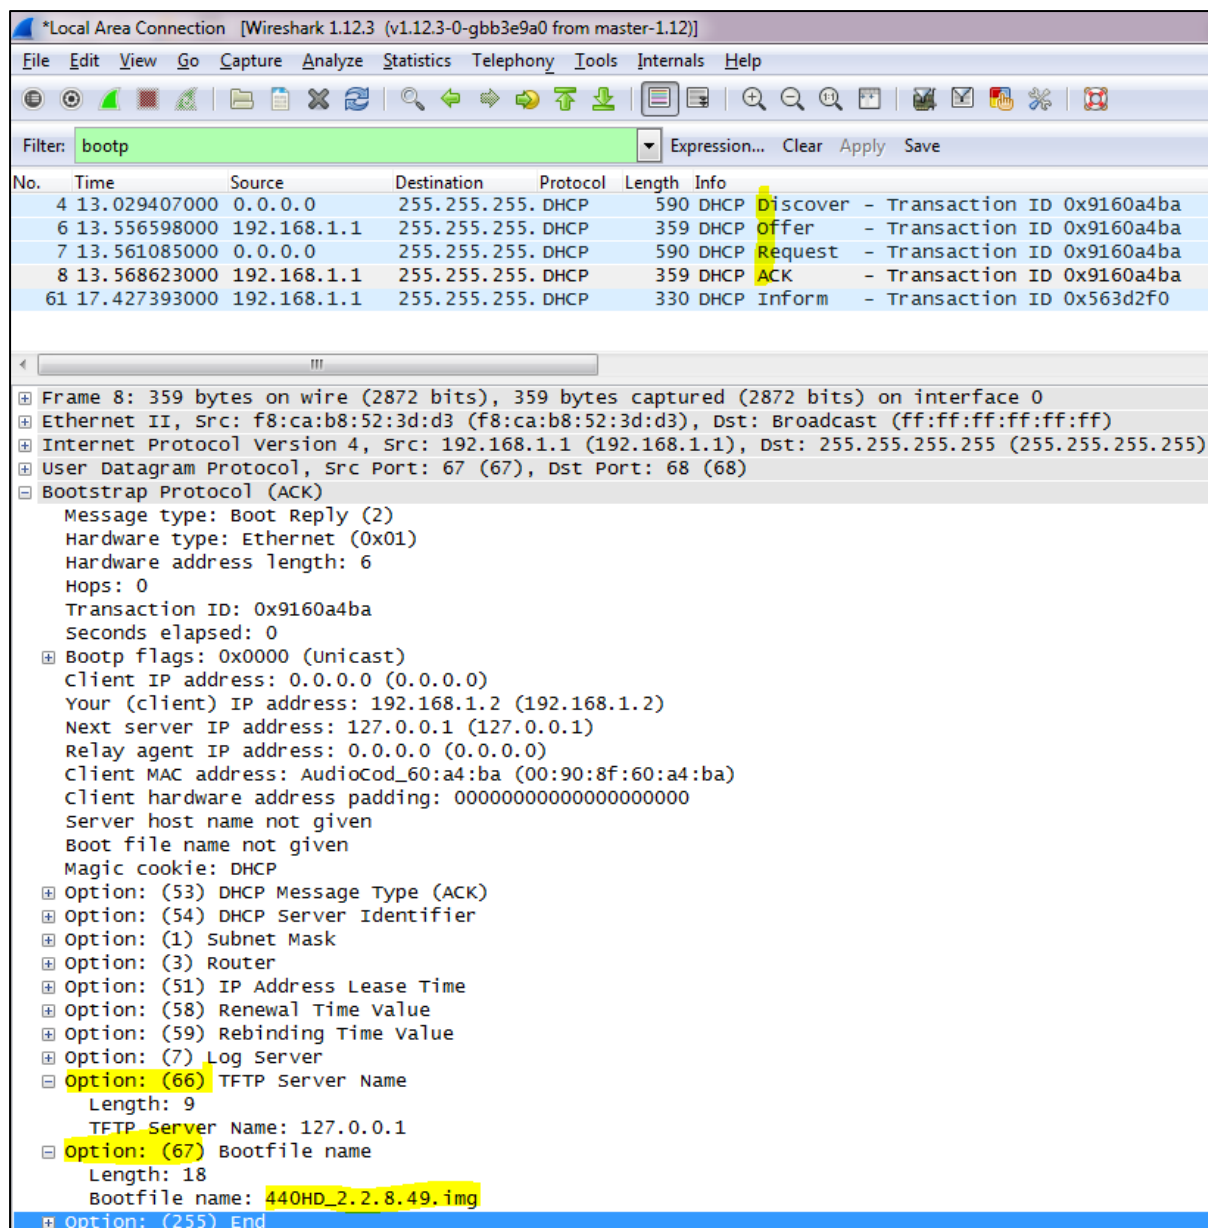 *Local Area Connection [Wireshark 1.12.3 (v1.12.3-0-gbb3e9a0 from master-1.12)]
File Edit View Go Capture Analyze Statistics Telephony Tools Internals Help
Filter: bootp Expression... Clear Apply Save
No. Time Source Destination Protocol Length Info
4 13.029407000 0.0.0.0 255.255.255. DHCP 590 DHCP Discover - Transaction ID 0x9160a4ba
6 13.556598000 192.168.1.1 255.255.255. DHCP 359 DHCP Offer - Transaction ID 0x9160a4ba
7 13.561085000 0.0.0.0 255.255.255. DHCP 590 DHCP Request - Transaction ID 0x9160a4ba
8 13.568623000 192.168.1.1 255.255.255. DHCP 359 DHCP ACK - Transaction ID 0x9160a4ba
61 17.427393000 192.168.1.1 255.255.255. DHCP 330 DHCP Inform - Transaction ID 0x563d2f0
Frame 8: 359 bytes on wire (2872 bits), 359 bytes captured (2872 bits) on interface 0
Ethernet II, Src: f8:ca:b8:52:3d:d3 (f8:ca:b8:52:3d:d3), Dst: Broadcast (ff:ff:ff:ff:ff:ff)
Internet Protocol Version 4, Src: 192.168.1.1 (192.168.1.1), Dst: 255.255.255.255 (255.255.255.255)
User Datagram Protocol, Src Port: 67 (67), Dst Port: 68 (68)
Bootstrap Protocol (ACK)
Message type: Boot Reply (2)
Hardware type: Ethernet (0x01)
Hardware address length: 6
Hops: 0
Transaction ID: 0x9160a4ba
Seconds elapsed: 0
Bootp flags: 0x0000 (Unicast)
Client IP address: 0.0.0.0 (0.0.0.0)
Your (client) IP address: 192.168.1.2 (192.168.1.2)
Next server IP address: 127.0.0.1 (127.0.0.1)
Relay agent IP address: 0.0.0.0 (0.0.0.0)
Client MAC address: AudioCod_60:a4:ba (00:90:8f:60:a4:ba)
Client hardware address padding: 00000000000000000000
Server host name not given
Boot file name not given
Magic cookie: DHCP
Option: (53) DHCP Message Type (ACK)
Option: (54) DHCP Server Identifier
Option: (1) Subnet Mask
Option: (3) Router
Option: (51) IP Address Lease Time
Option: (58) Renewal Time Value
Option: (59) Rebinding Time Value
Option: (7) Log Server
Option: (66) TFTP Server Name
Length: 9
TFTP Server Name: 127.0.0.1
Option: (67) Bootfile name
Length: 18
Bootfile name: 440HD_2.2.8.49.img
Option: (255) End